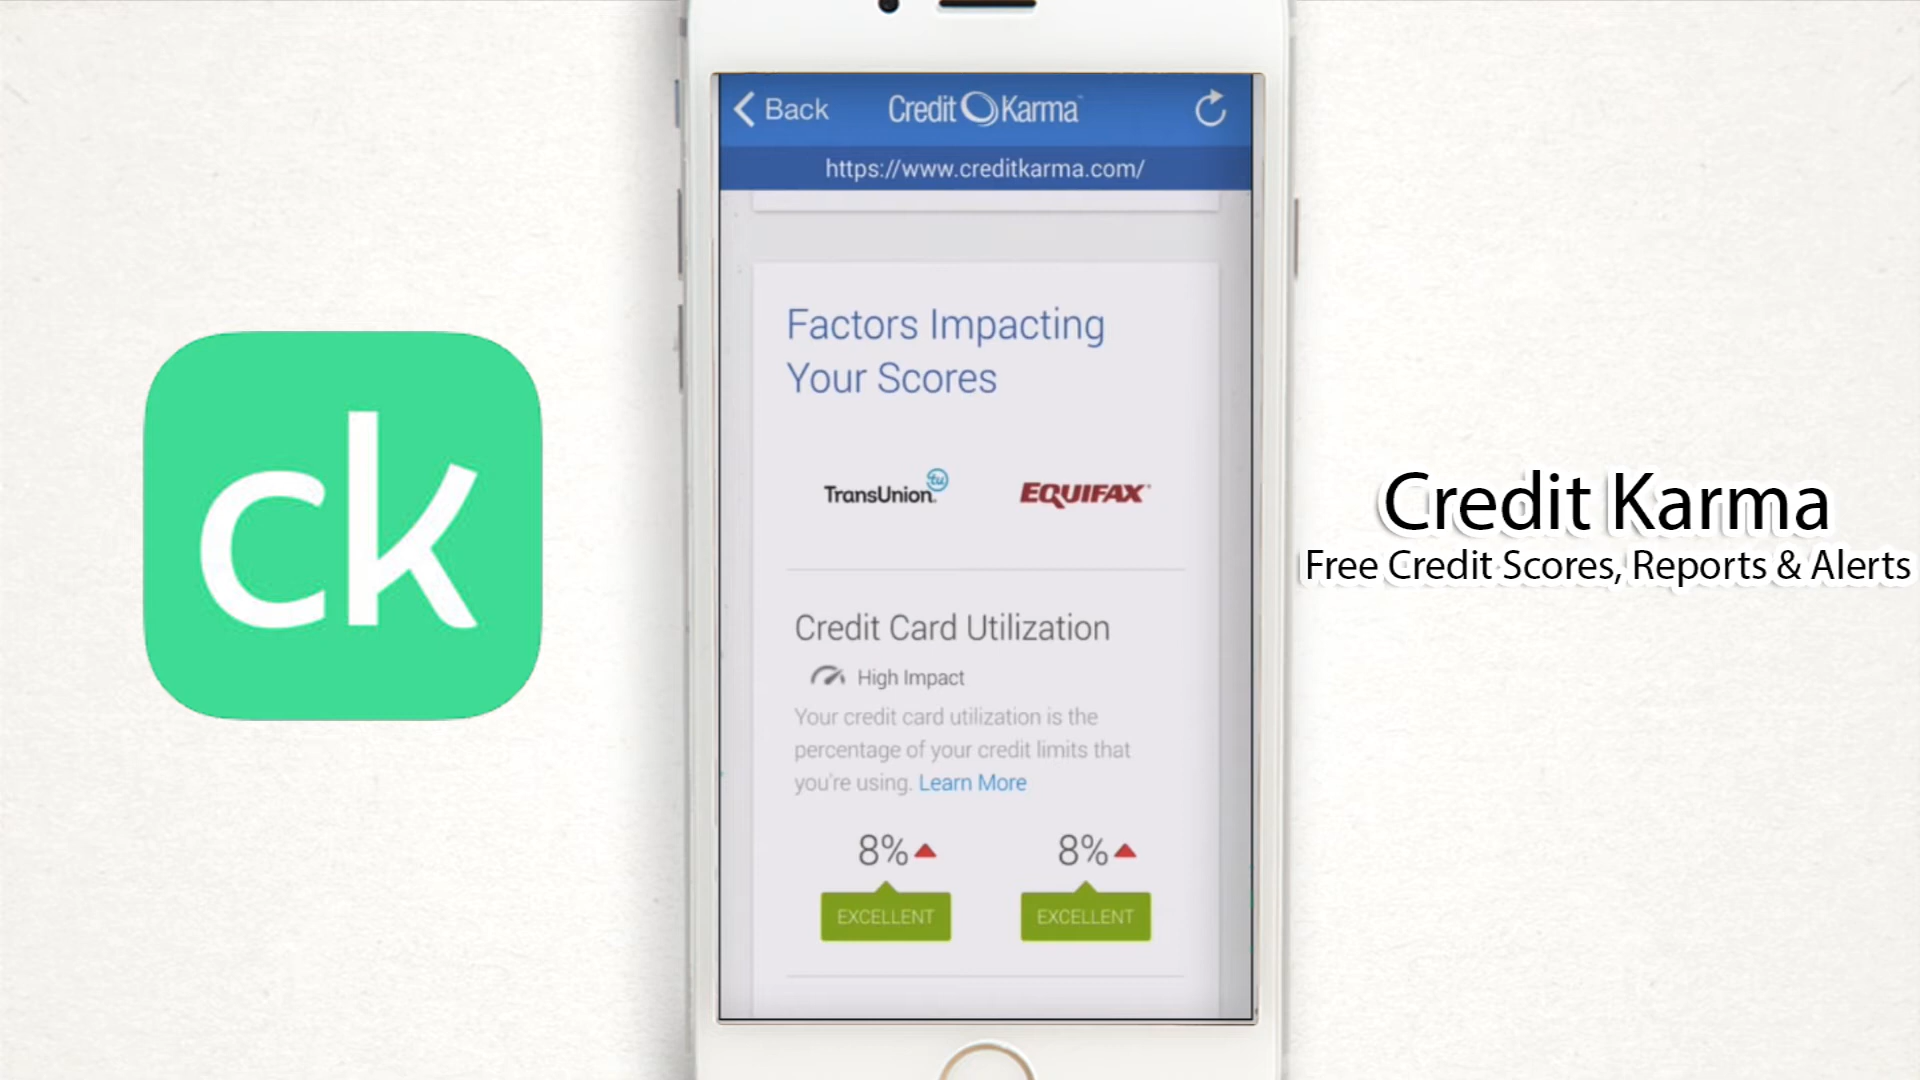 Back
Credit Karma™
https://www.creditkarma.com/
Factors Impacting
Your Scores
TransUnion tu
EQUIFAX
Credit Card Utilization
High Impact
Your credit card utilization is the
percentage of your credit limits that
you're using. Learn More
8% 8%
EXCELLENT EXCELLENT
ck
Credit Karma
Free Credit Scores, Reports & Alerts